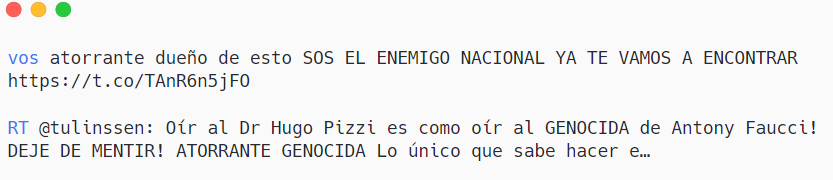 vos atorrante dueño de esto SOS EL ENEMIGO NACIONAL YA TE VAMOS A ENCONTRAR
https://t.co/TAnR6n5jFO
RT @tulinssen: Oír al Dr Hugo Pizzi es como oír al GENOCIDA de Antony Faucci!
DEJE DE MENTIR! ATORRANTE GENOCIDA Lo único que sabe hacer e…